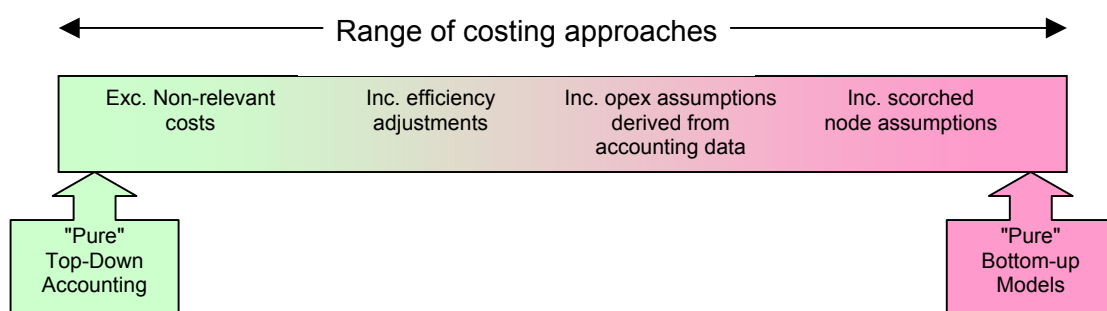 Range of costing approaches
Exc. Non-relevant
costs
Inc. efficiency
adjustments
Inc. opex assumptions
derived from
accounting data
Inc. scorched
node assumptions
"Pure"
Top-Down
Accounting
"Pure"
Bottom-up
Models